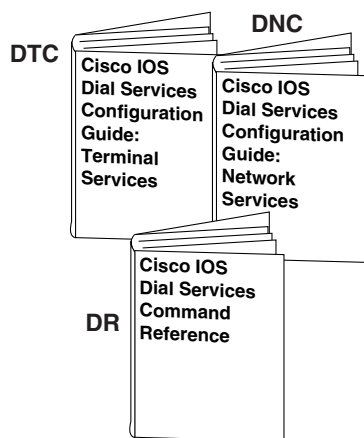 DTC
Cisco IOS
Dial Services
Configuration
Guide:
Terminal
Services
DNC
Cisco IOS
Dial Services
Configuration
Guide:
Network
Services
DR
Cisco IOS
Dial Services
Command
Reference